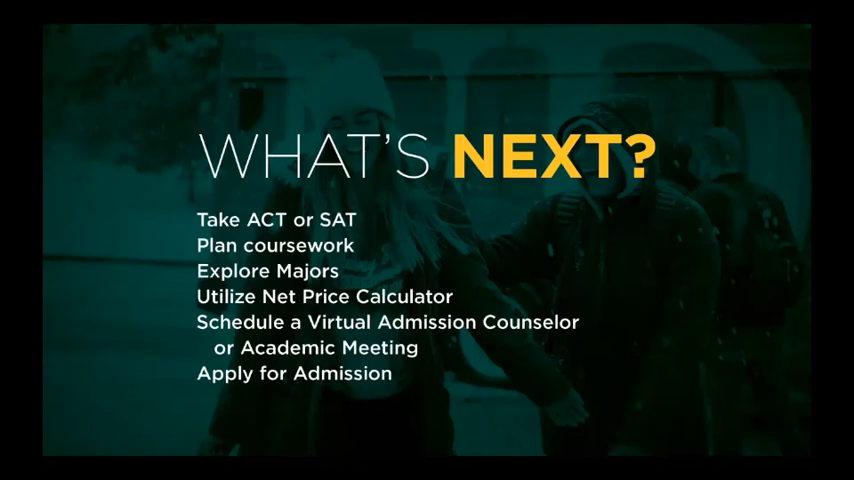 WHAT'S NEXT?
Take ACT or SAT
Plan coursework
Explore Majors
Utilize Net Price Calculator
Schedule a Virtual Admission Counselor
or Academic Meeting
Apply for Admission